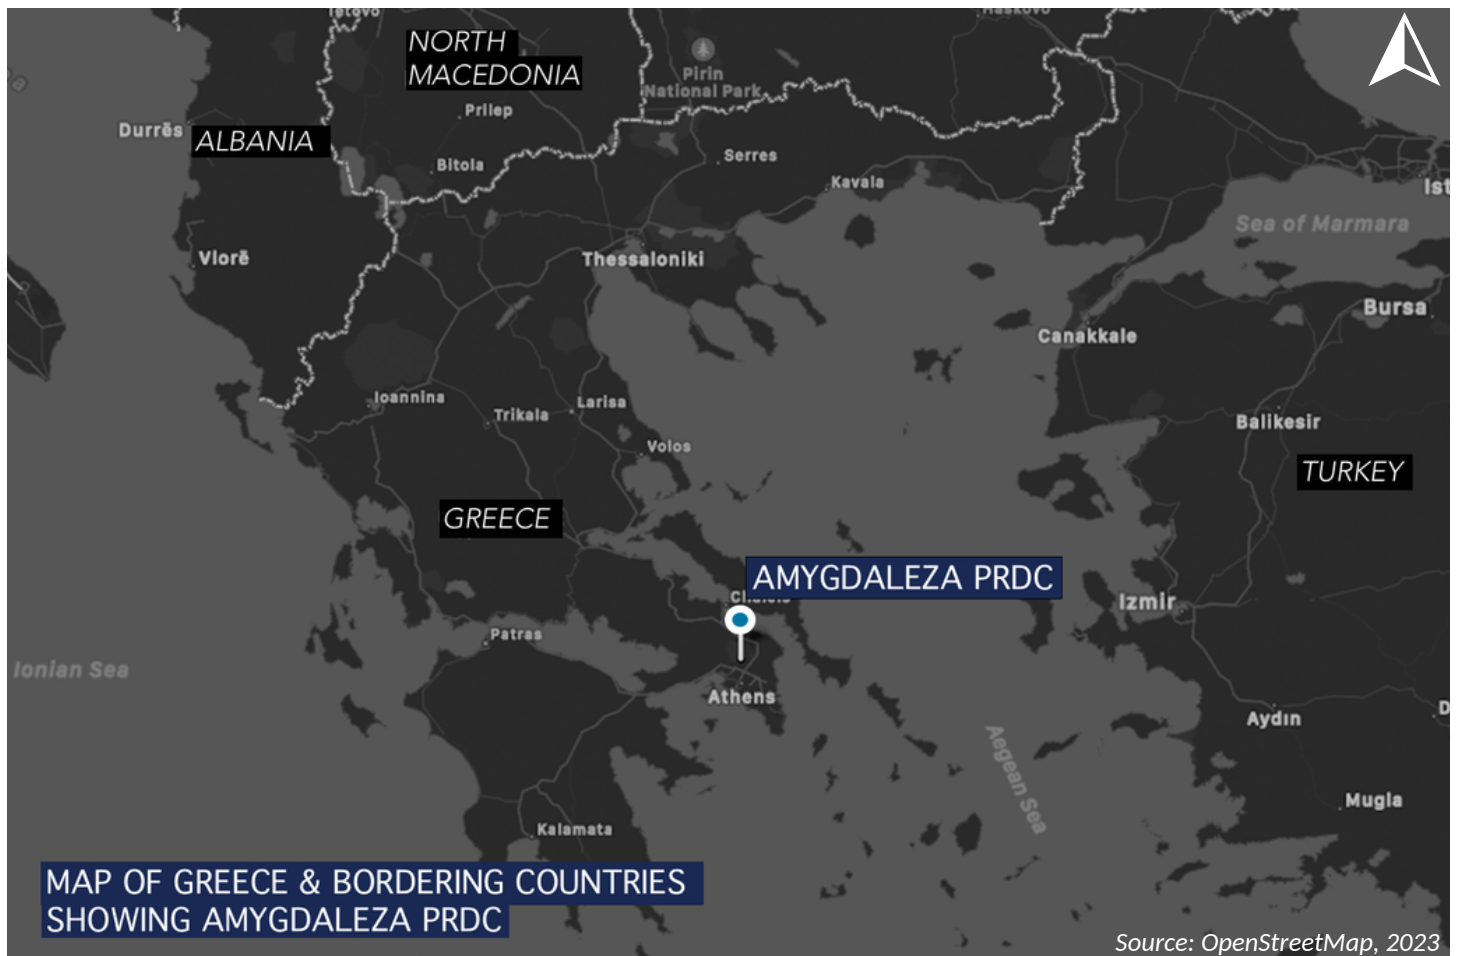 Tetovo
NORTH
MACEDONIA
Pirin
National Park
Prilep
Durrës
ALBANIA
Bitola
Serres
Kavala
Ist
Sea of Marmara
Vlorë
Thessaloniki
Bursa
Canakkale
Ioannina
Trikala
Larisa
Balikesir
Volos
TURKEY
GREECE
AMYGDALEZA PRDC
Izmir
Patras
Ionian Sea
Athens
Aydın
D
Aegean Sea
Mugla
Kalamata
MAP OF GREECE & BORDERING COUNTRIES
SHOWING AMYGDALEZA PRDC
Source: OpenStreetMap, 2023